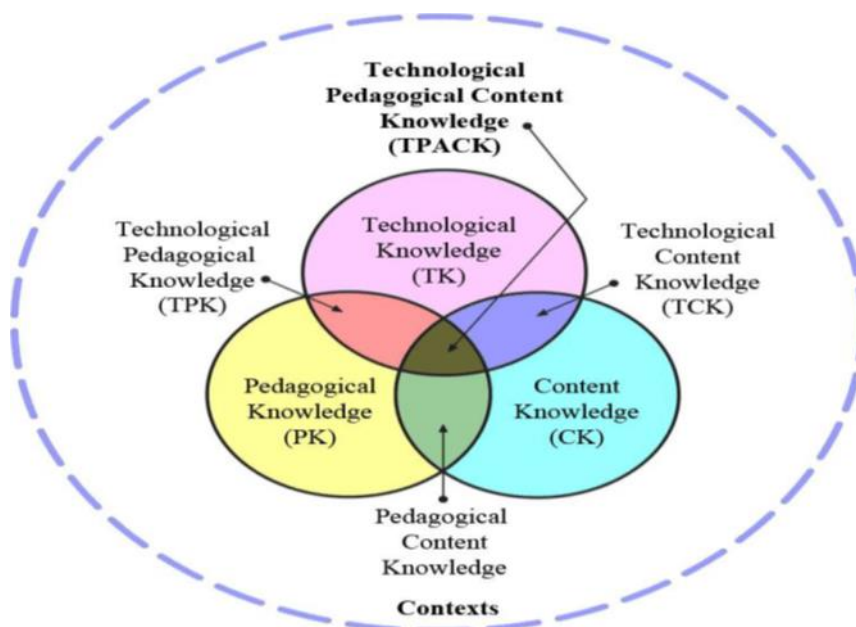 Technological
Pedagogical Content
Knowledge
(TPACK)
Technological
Pedagogical
Knowledge
(TPK)
Technological
Knowledge
(TK)
Technological
Content
Knowledge
(TCK)
Pedagogical
Knowledge
(PK)
Content
Knowledge
(CK)
Pedagogical
Content
Knowledge
Contexts